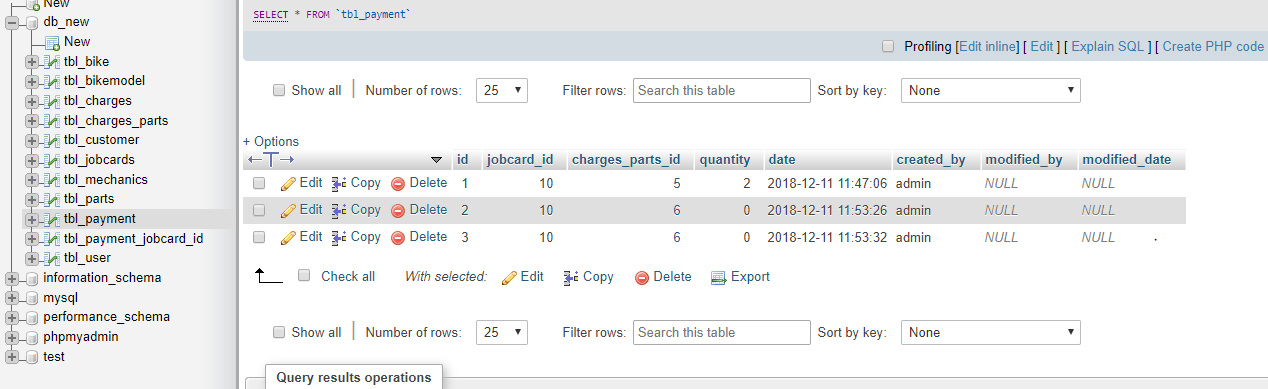 New
db_new
New
tbl_bike
tbl_bikemodel
tbl_charges
tbl_charges_parts
tbl_customer
tbl_jobcards
tbl_mechanics
tbl_parts
tbl_payment
tbl_payment_jobcard_id
tbl_user
information_schema
mysql
performance_schema
phpmyadmin
test
SELECT * FROM `tbl_payment`
Profiling [Edit inline] [ Edit ] [ Explain SQL ] [ Create PHP code
Show all Number of rows: 25 Filter rows: Search this table Sort by key: None
+ Options
←T→ id jobcard_id charges_parts_id quantity date created_by modified_by modified_date
Edit Copy Delete 1 10 5 2 2018-12-11 11:47:06 admin NULL NULL
Edit Copy Delete 2 10 6 0 2018-12-11 11:53:26 admin NULL NULL
Edit Copy Delete 3 10 6 0 2018-12-11 11:53:32 admin NULL NULL
Check all With selected: Edit Copy Delete Export
Show all Number of rows: 25 Filter rows: Search this table Sort by key: None
Query results operations